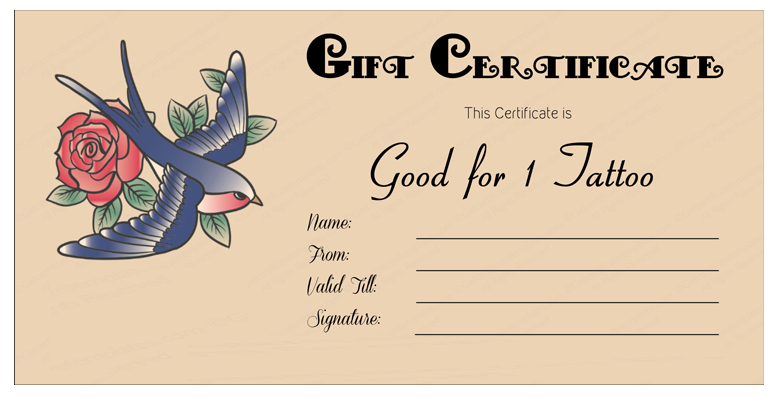 Gift Certificate
This Certificate is
Good for 1 Tattoo
Name:
From:
Valid Till:
Signature: